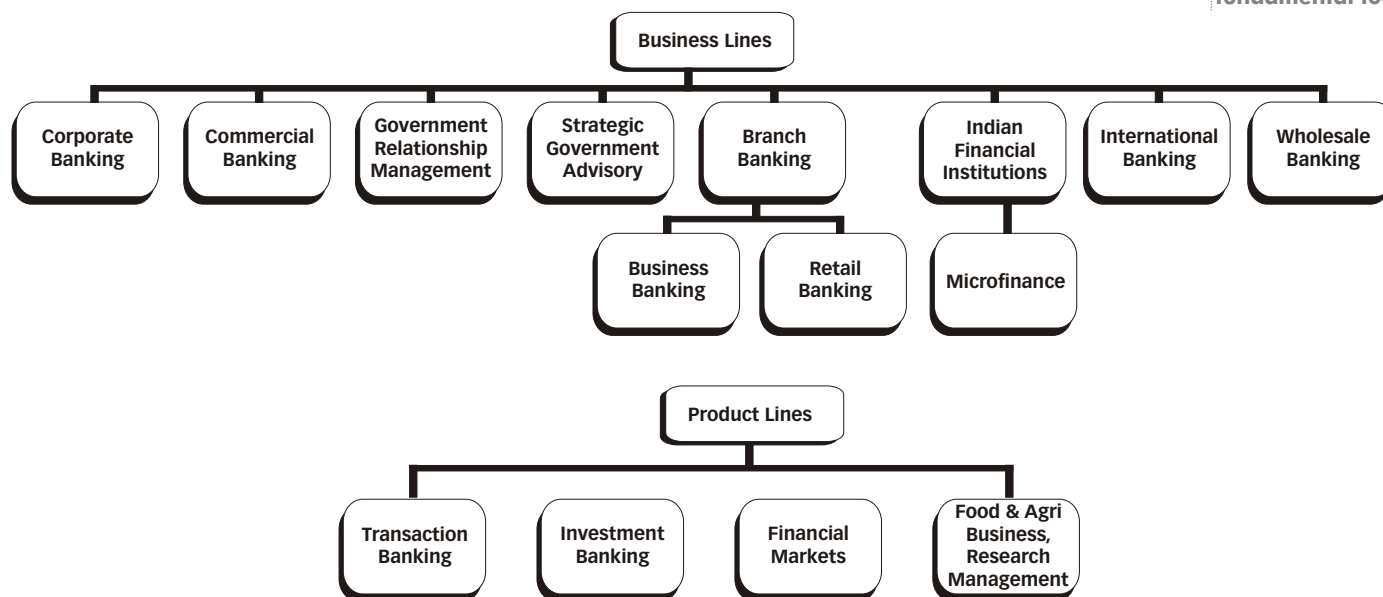 Business Lines
Corporate
Banking
Commercial
Banking
Government
Relationship
Management
Strategic
Government
Advisory
Branch
Banking
Indian
Financial
Institutions
International
Banking
Wholesale
Banking
Business
Banking
Retail
Banking
Microfinance
Product Lines
Transaction
Banking
Investment
Banking
Financial
Markets
Food & Agri
Business,
Research
Management